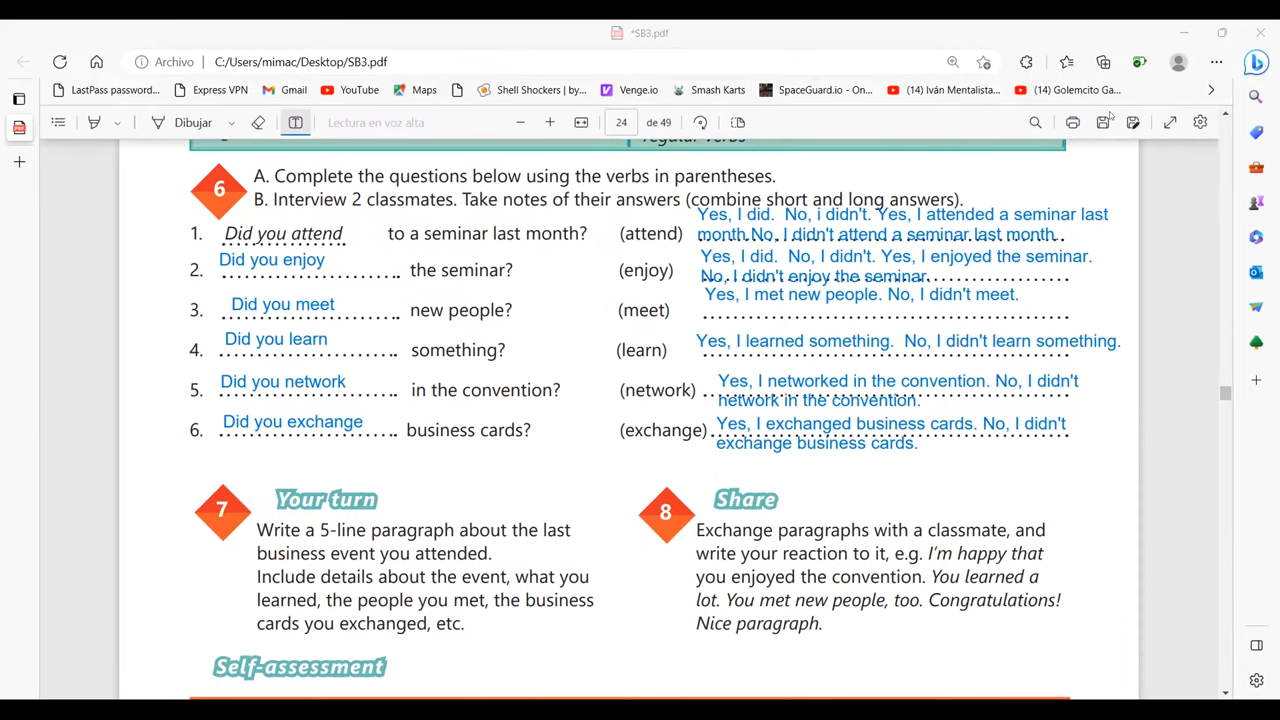 *SB3.pdf
Archivo C:/Users/mimac/Desktop/SB3.pdf
LastPass password... Express VPN Gmail YouTube Maps Shell Shockers | by... Venge.io Smash Karts SpaceGuard.io - On... (14) Iván Mentalista... (14) Golemcito Ga...
Dibujar Lectura en voz alta 24 de 49
regular verbs
6
A. Complete the questions below using the verbs in parentheses.
B. Interview 2 classmates. Take notes of their answers (combine short and long answers).
1. Did you attend to a seminar last month? (attend) Yes, I did. No, i didn't. Yes, I attended a seminar last
month.No, I didn't attend a seminar last month.
2. Did you enjoy the seminar? (enjoy) Yes, I did. No, I didn't. Yes, I enjoyed the seminar.
No, I didn't enjoy the seminar.
3. Did you meet new people? (meet) Yes, I met new people. No, I didn't meet.
4. Did you learn something? (learn) Yes, I learned something. No, I didn't learn something.
5. Did you network in the convention? (network) Yes, I networked in the convention. No, I didn't
network in the convention.
6. Did you exchange business cards? (exchange) Yes, I exchanged business cards. No, I didn't
exchange business cards.
7 Your turn
Write a 5-line paragraph about the last
business event you attended.
Include details about the event, what you
learned, the people you met, the business
cards you exchanged, etc.
8 Share
Exchange paragraphs with a classmate, and
write your reaction to it, e.g. I'm happy that
you enjoyed the convention. You learned a
lot. You met new people, too. Congratulations!
Nice paragraph.
Self-assessment